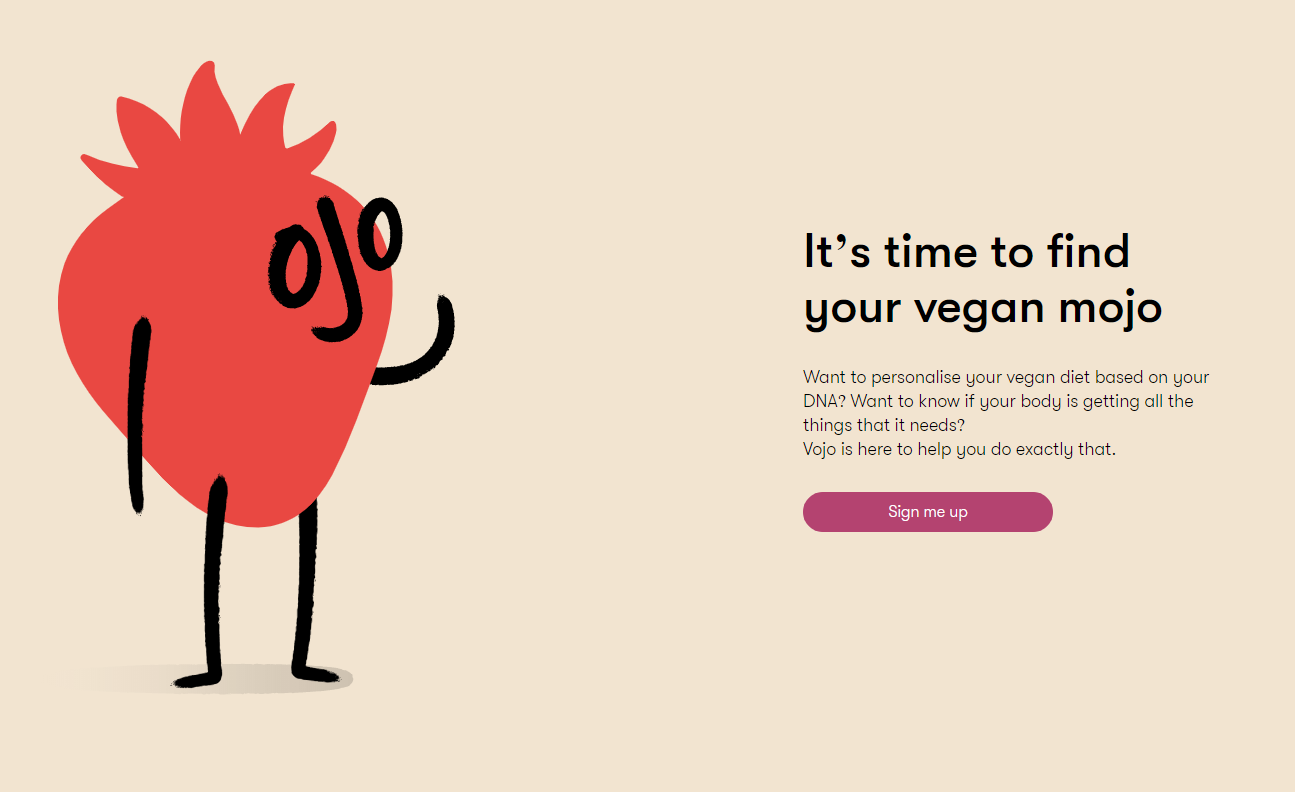 ojo
It’s time to find
your vegan mojo
Want to personalise your vegan diet based on your
DNA? Want to know if your body is getting all the
things that it needs?
Vojo is here to help you do exactly that.
Sign me up